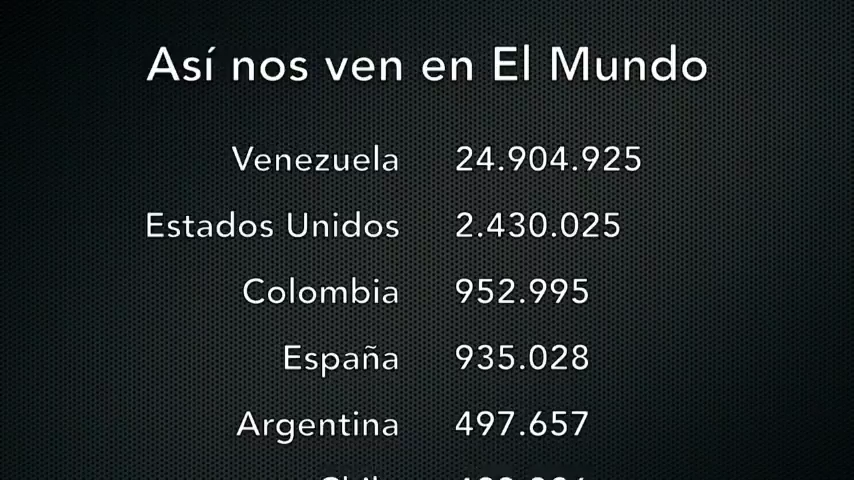 Así nos ven en El Mundo
Venezuela 24.904.925
Estados Unidos 2.430.025
Colombia 952.995
España 935.028
Argentina 497.657